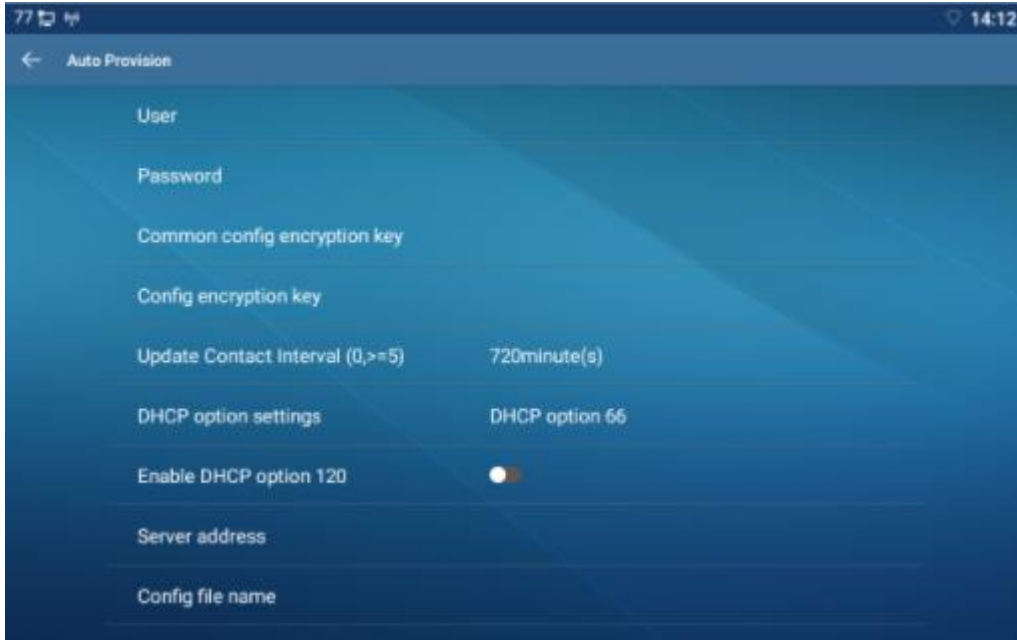 77 14:12
Auto Provision
User
Password
Common config encryption key
Config encryption key
Update Contact Interval (0,>=5) 720minute(s)
DHCP option settings DHCP option 66
Enable DHCP option 120
Server address
Config file name